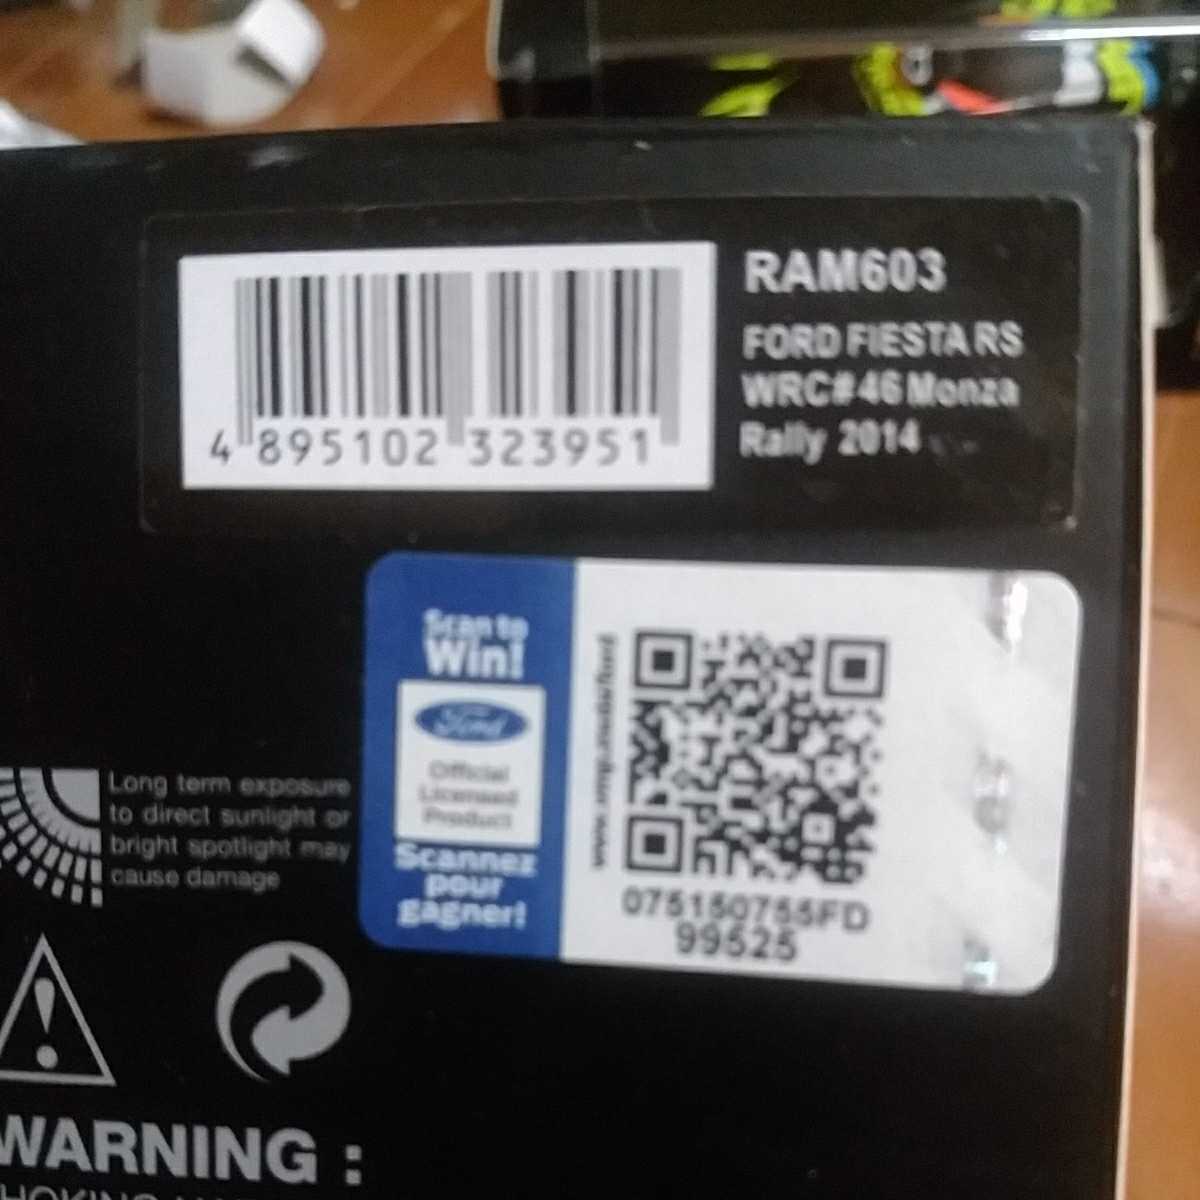 RAM603
FORD FIESTA RS
WRC#46 Monza
Rally 2014
4 895102 323951
Scan to
Win!
Ford
Official
Licensed
Product
Scannez
pour
gagner!
075150755FD
99525
Long term exposure
to direct sunlight or
bright spotlight may
cause damage
WARNING :